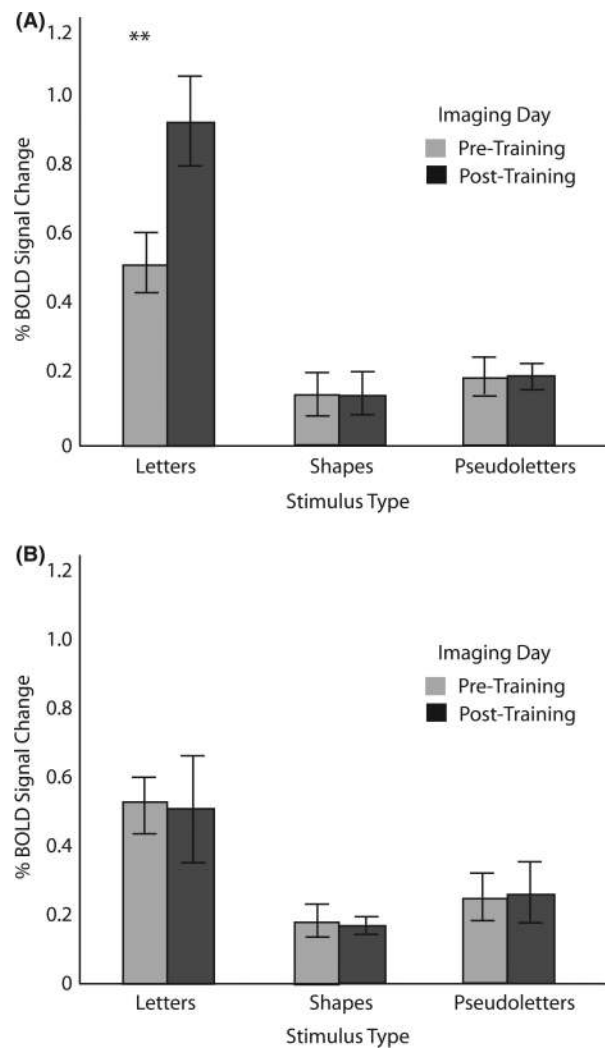 (A)
1.2
**
1.0
Imaging Day
Pre-Training
0.8
Post-Training
% BOLD Signal Change
0.6
0.4
0.2
0
Letters Shapes Pseudoletters
Stimulus Type
(B)
1.2
1.0
Imaging Day
Pre-Training
0.8
Post-Training
% BOLD Signal Change
0.6
0.4
0.2
0
Letters Shapes Pseudoletters
Stimulus Type